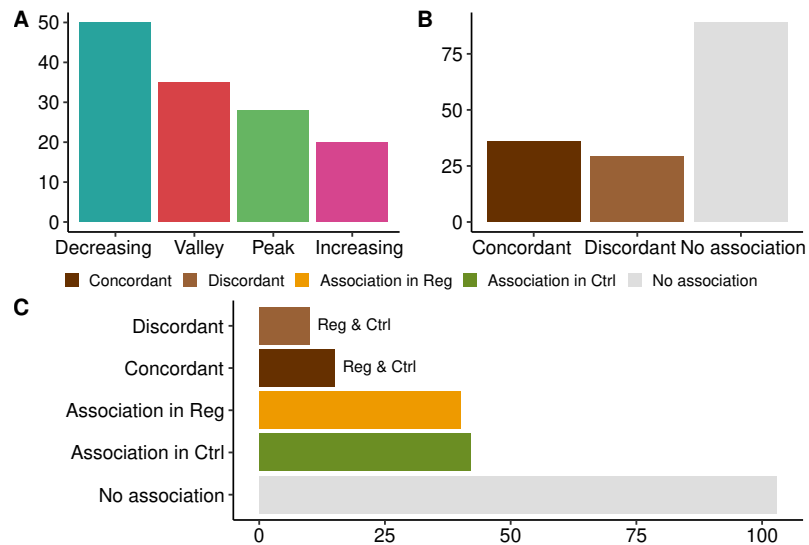 A
50
40
30
20
10
0
Decreasing Valley Peak Increasing
B
75
50
25
0
Concordant Discordant No association
Concordant Discordant Association in Reg Association in Ctrl No association
C
Discordant Reg & Ctrl
Concordant Reg & Ctrl
Association in Reg
Association in Ctrl
No association
0 25 50 75 100